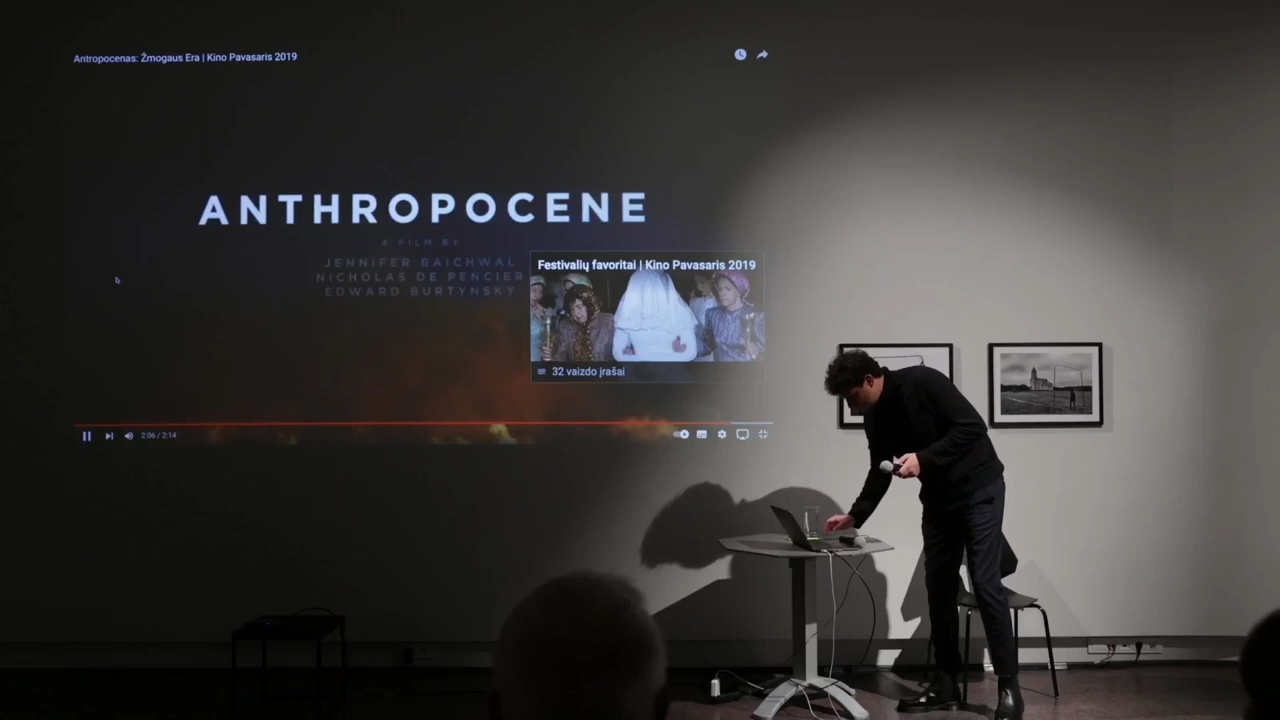 Antropocenas: Žmogaus Era | Kino Pavasaris 2019
ANTHROPOCENE
A FILM BY
JENNIFER BAICHWAL
NICHOLAS DE PENCIER
EDWARD BURTYNSKY
Festivalių favoritai | Kino Pavasaris 2019
32 vaizdo įrašai
2:06 / 2:14